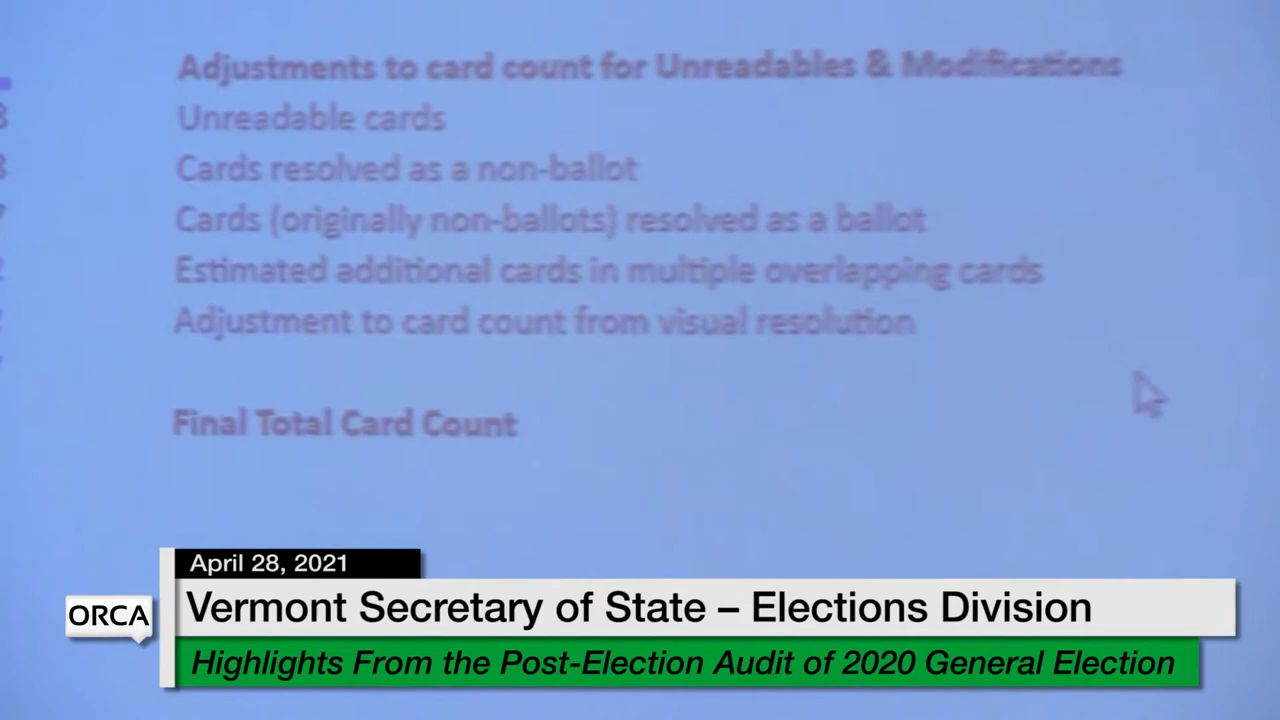 Adjustments to card count for Unreadables & Modifications
Unreadable cards
Cards resolved as a non-ballot
Cards (originally non-ballots) resolved as a ballot
Estimated additional cards in multiple overlapping cards
Adjustment to card count from visual resolution
Final Total Card Count
April 28, 2021
ORCA
Vermont Secretary of State – Elections Division
Highlights From the Post-Election Audit of 2020 General Election